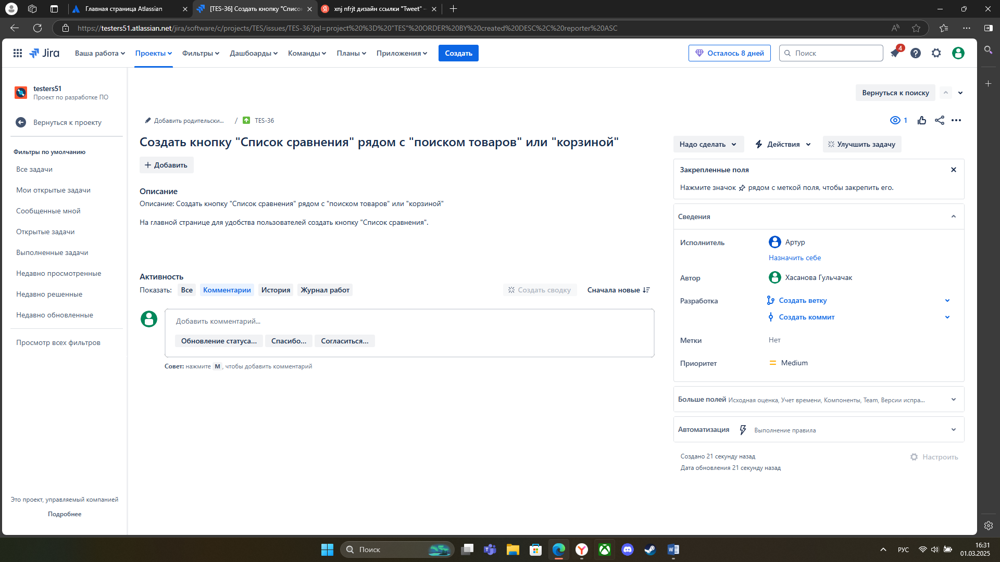 Главная страница Atlassian
[TES-36] Создать кнопку "Список
xnj nfrjt дизайн ссылки "Tweet" –
https://testers51.atlassian.net/jira/software/c/projects/TES/issues/TES-36?jql=project%20%3D%20"TES"%20ORDER%20BY%20created%20DESC%2C%20reporter%20ASC
Jira
Ваша работа
Проекты
Фильтры
Дашбоарды
Команды
Планы
Приложения
Создать
Осталось 8 дней
Поиск
4
testers51
Проект по разработке ПО
Вернуться к проекту
Фильтры по умолчанию
Все задачи
Мои открытые задачи
Сообщенные мной
Открытые задачи
Выполненные задачи
Недавно просмотренные
Недавно решенные
Недавно обновленные
Просмотр всех фильтров
Это проект, управляемый компанией
Подробнее
Вернуться к поиску
Добавить родительски... / TES-36
1
Создать кнопку "Список сравнения" рядом с "поиском товаров" или "корзиной"
Добавить
Описание
Описание: Создать кнопку "Список сравнения" рядом с "поиском товаров" или "корзиной"
На главной странице для удобства пользователей создать кнопку "Список сравнения".
Активность
Показать: Все Комментарии История Журнал работ
Создать сводку
Сначала новые
Добавить комментарий...
Обновление статуса...
Спасибо...
Согласиться...
Совет: нажмите M, чтобы добавить комментарий
Надо сделать
Действия
Улучшить задачу
Закрепленные поля
Нажмите значок рядом с меткой поля, чтобы закрепить его.
Сведения
Исполнитель
Артур
Назначить себе
Автор
Хасанова Гульчачак
Разработка
Создать ветку
Создать коммит
Метки
Нет
Приоритет
Medium
Больше полей Исходная оценка, Учет времени, Компоненты, Team, Версии испра...
Автоматизация Выполнение правила
Создано 21 секунду назад
Настроить
Дата обновления 21 секунду назад
Поиск
РУС
16:31
01.03.2025